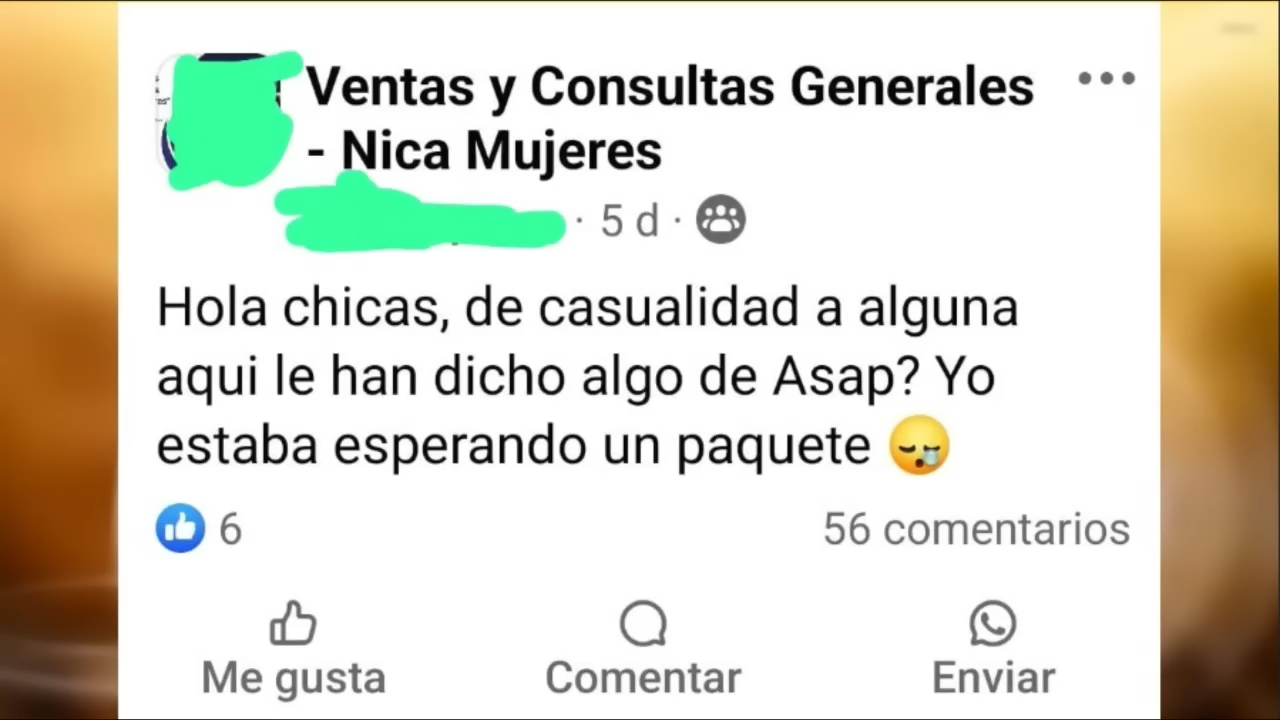 Ventas y Consultas Generales
- Nica Mujeres
· 5 d ·
Hola chicas, de casualidad a alguna
aqui le han dicho algo de Asap? Yo
estaba esperando un paquete 😪
6
56 comentarios
Me gusta
Comentar
Enviar